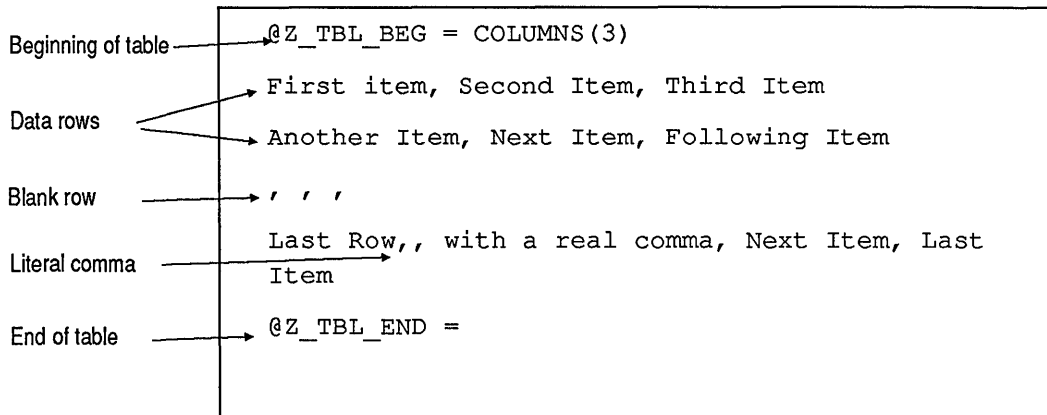 Beginning of table
@Z_TBL_BEG = COLUMNS(3)
First item, Second Item, Third Item
Data rows
Another Item, Next Item, Following Item
Blank row
, , ,
Last Row,, with a real comma, Next Item, Last
Literal comma
Item
End of table
@Z_TBL_END =